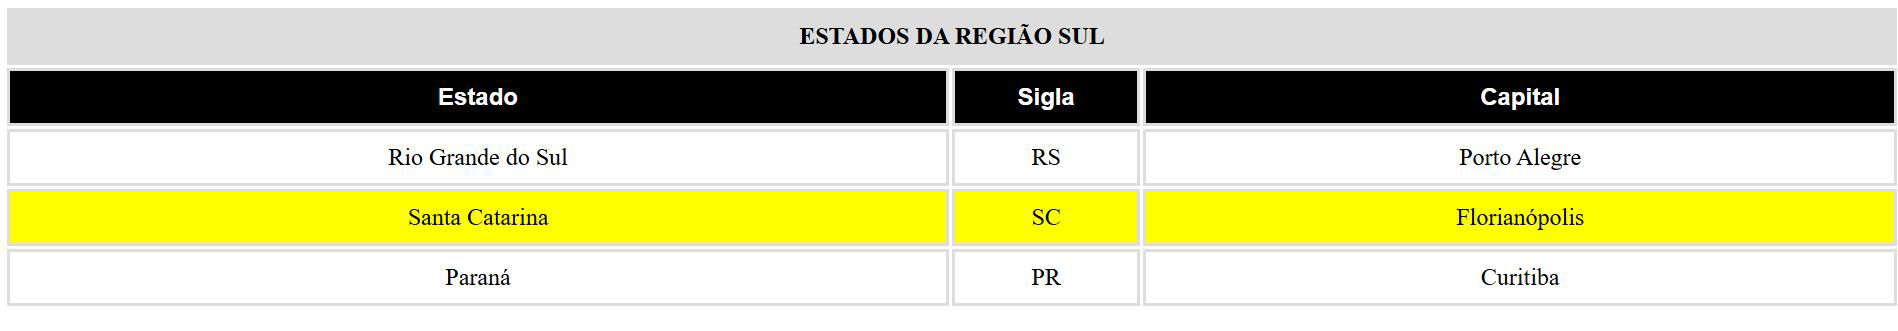 ESTADOS DA REGIÃO SUL
Estado Sigla Capital
Rio Grande do Sul RS Porto Alegre
Santa Catarina SC Florianópolis
Paraná PR Curitiba